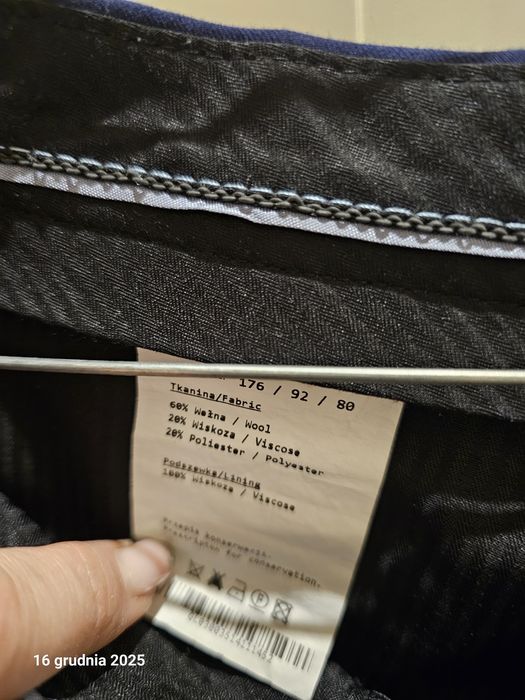 176 / 92 / 80
Tkanina/Fabric
60% Wełna / Wool
20% Wiskoza / Viscose
20% Poliester / Polyester
Podszewka/Lining
100% Wiskoza / Viscose
Przepis konserwacji.
Prescription for conservation.
16 grudnia 2025